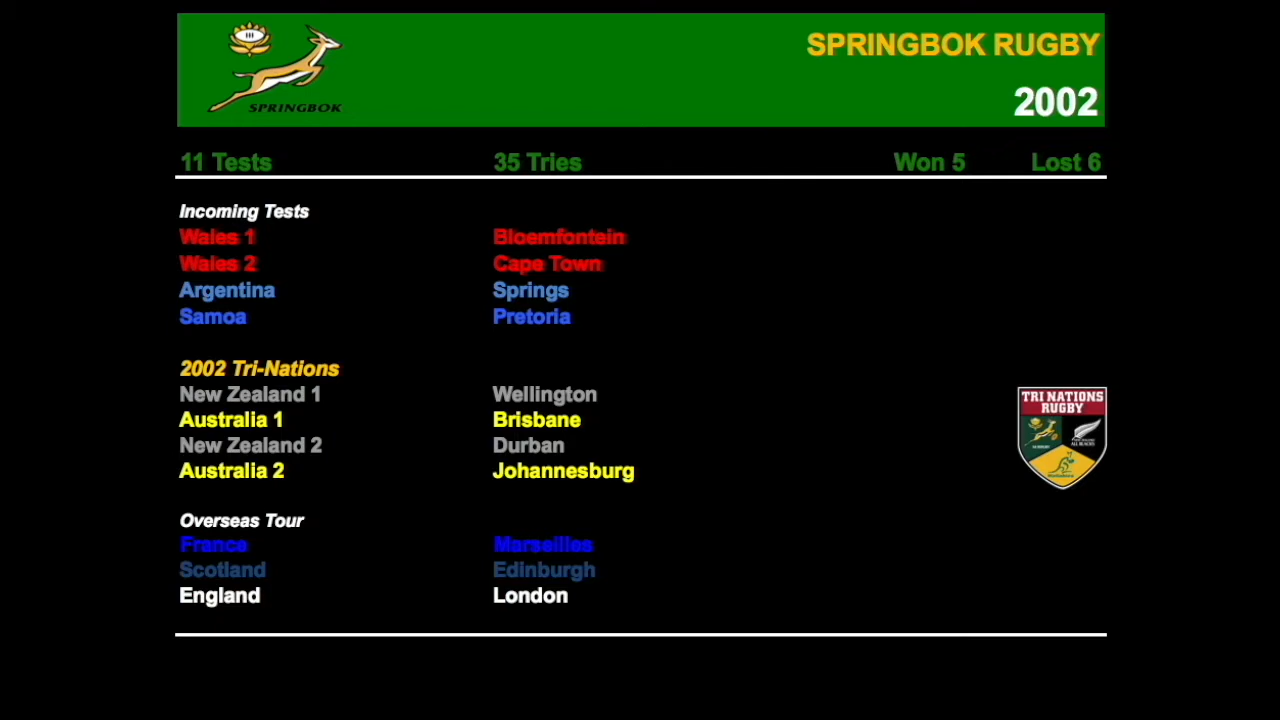 SPRINGBOK RUGBY
SPRINGBOK
2002
11 Tests 35 Tries Won 5 Lost 6
Incoming Tests
Wales 1 Bloemfontein
Wales 2 Cape Town
Argentina Springs
Samoa Pretoria
2002 Tri-Nations
New Zealand 1 Wellington
Australia 1 Brisbane
New Zealand 2 Durban
Australia 2 Johannesburg
TRI NATIONS
RUGBY
ALL BLACKS
Overseas Tour
France Marseilles
Scotland Edinburgh
England London